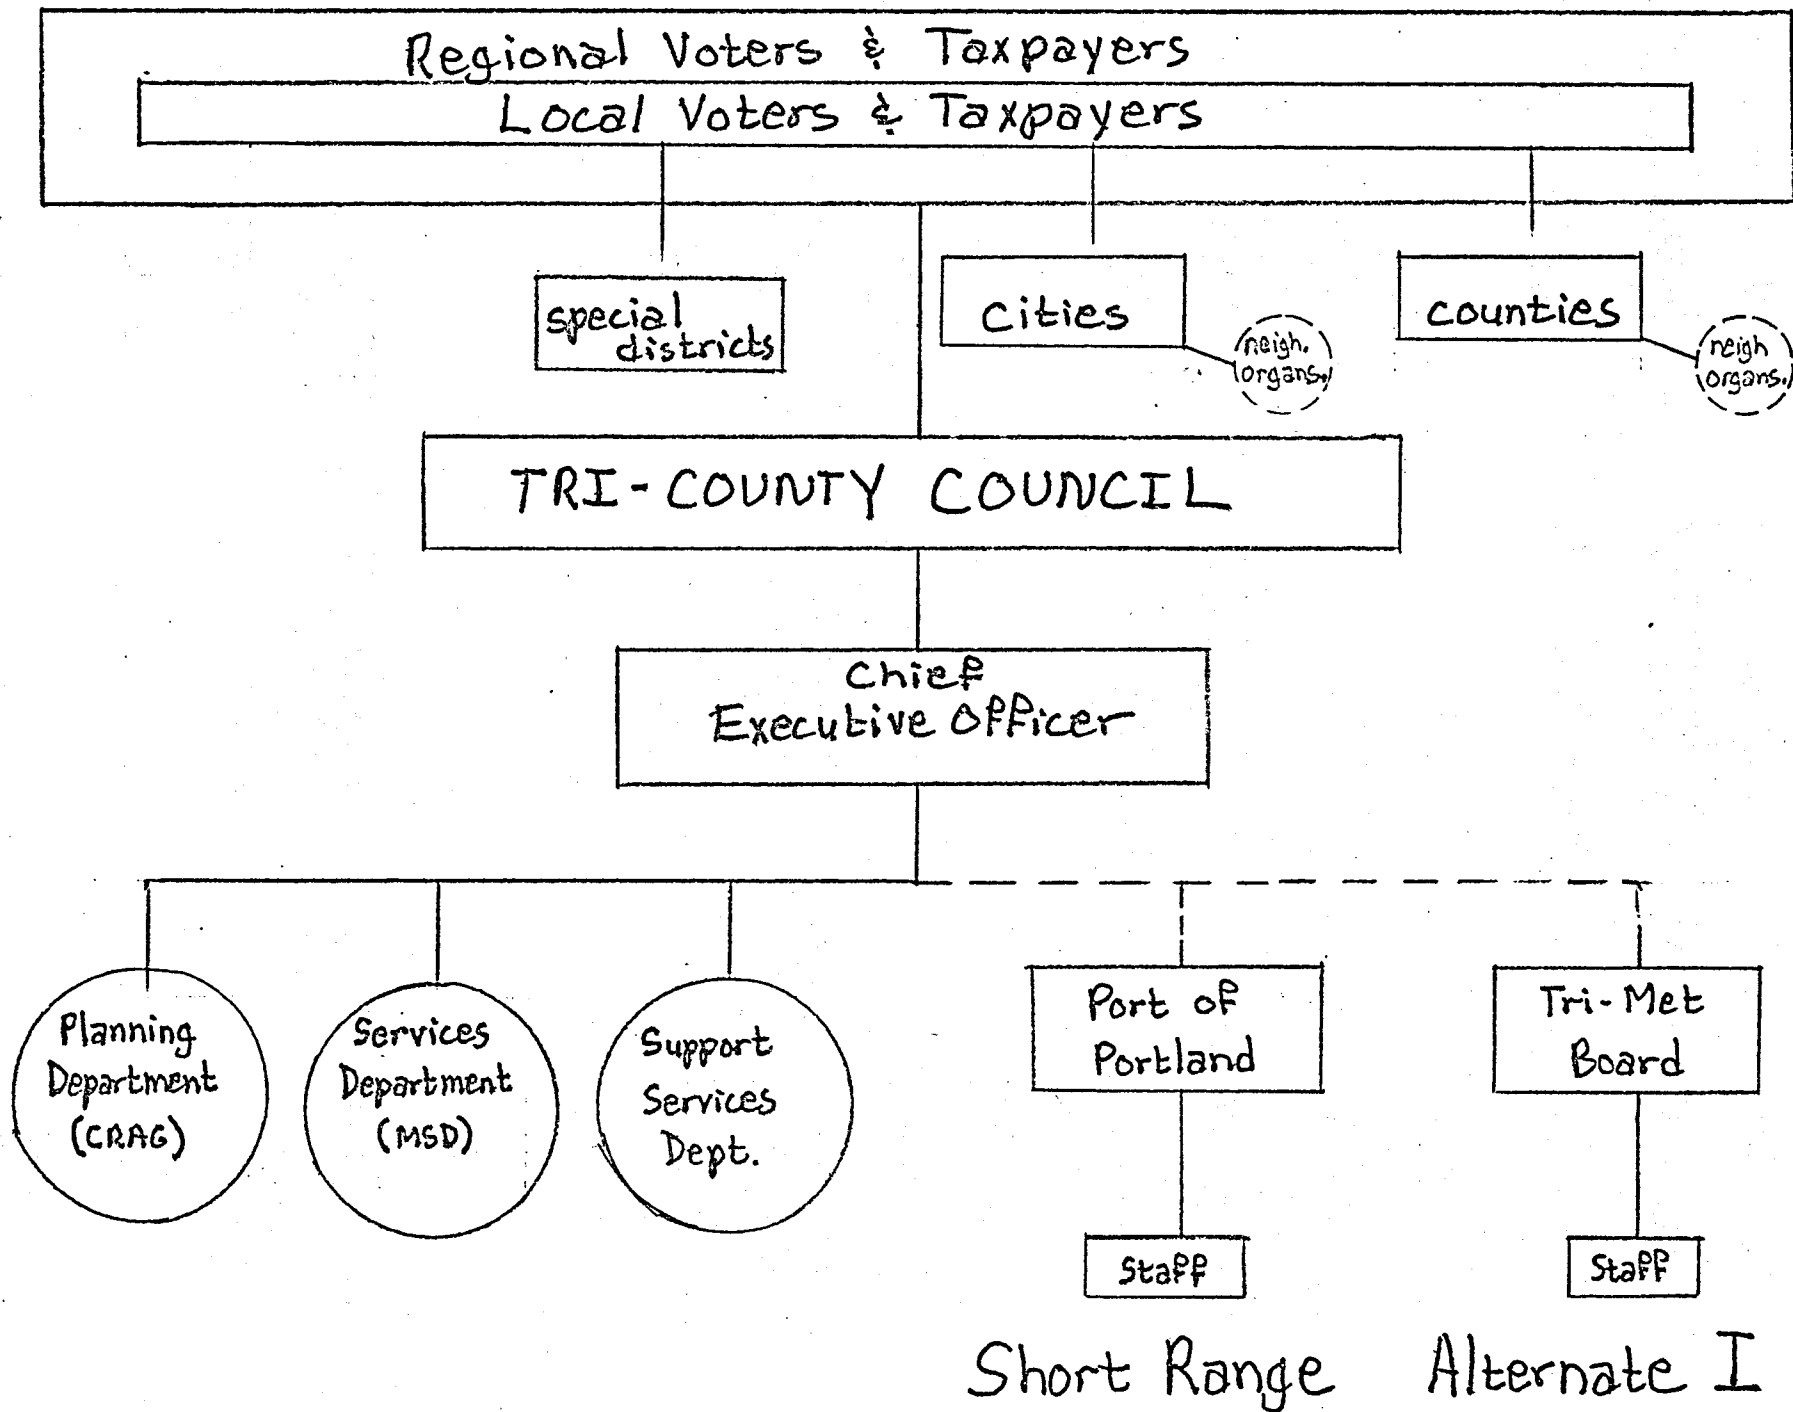 Regional Voters & Taxpayers
Local Voters & Taxpayers
special
districts
cities
neigh.
organs.
counties
neigh
organs.
TRI-COUNTY COUNCIL
Chief
Executive Officer
Planning
Department
(CRAG)
Services
Department
(MSD)
Support
Services
Dept.
Port of
Portland
Tri-Met
Board
Staff
Staff
Short Range Alternate I